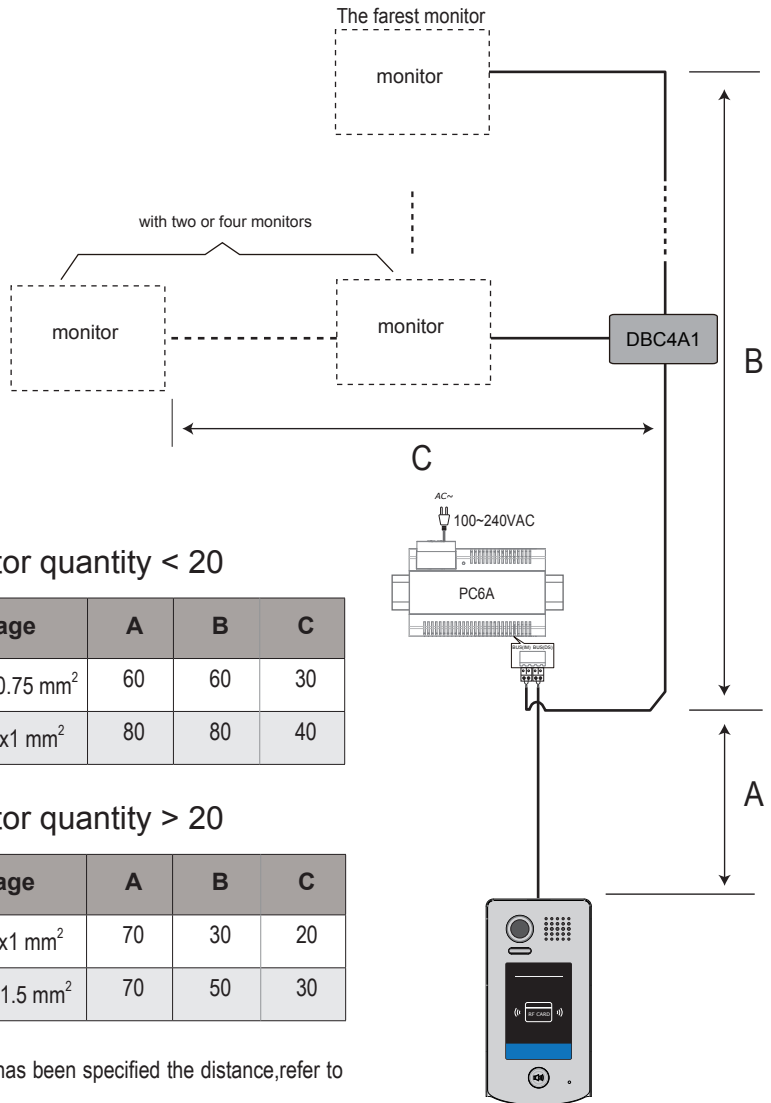 The farest monitor
monitor
with two or four monitors
monitor
monitor
DBC4A1
B
C
AC~
100~240VAC
PC6A
BUS(IM) BUS(DS)
tor quantity < 20
age A B C
0.75 mm² 60 60 30
x1 mm² 80 80 40
A
tor quantity > 20
age A B C
x1 mm² 70 30 20
1.5 mm² 70 50 30
RF CARD
has been specified the distance,refer to